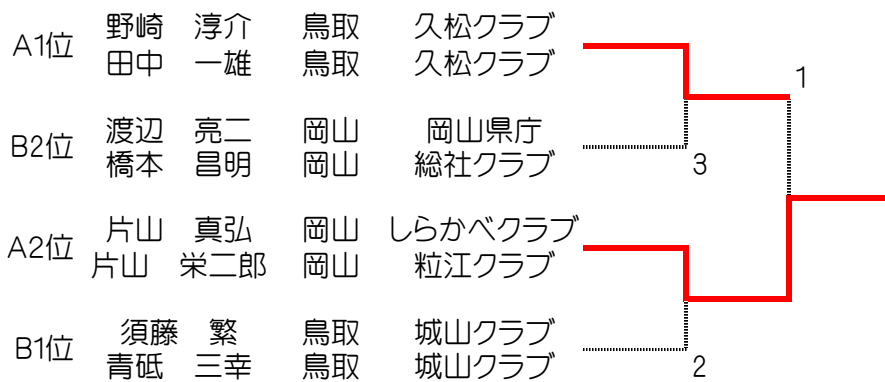 A1位 野崎 淳介 鳥取 久松クラブ
田中 一雄 鳥取 久松クラブ
1
B2位 渡辺 亮二 岡山 岡山県庁
橋本 昌明 岡山 総社クラブ
3
A2位 片山 真弘 岡山 しらかべクラブ
片山 栄二郎 岡山 粒江クラブ
B1位 須藤 繁 鳥取 城山クラブ
青砥 三幸 鳥取 城山クラブ
2